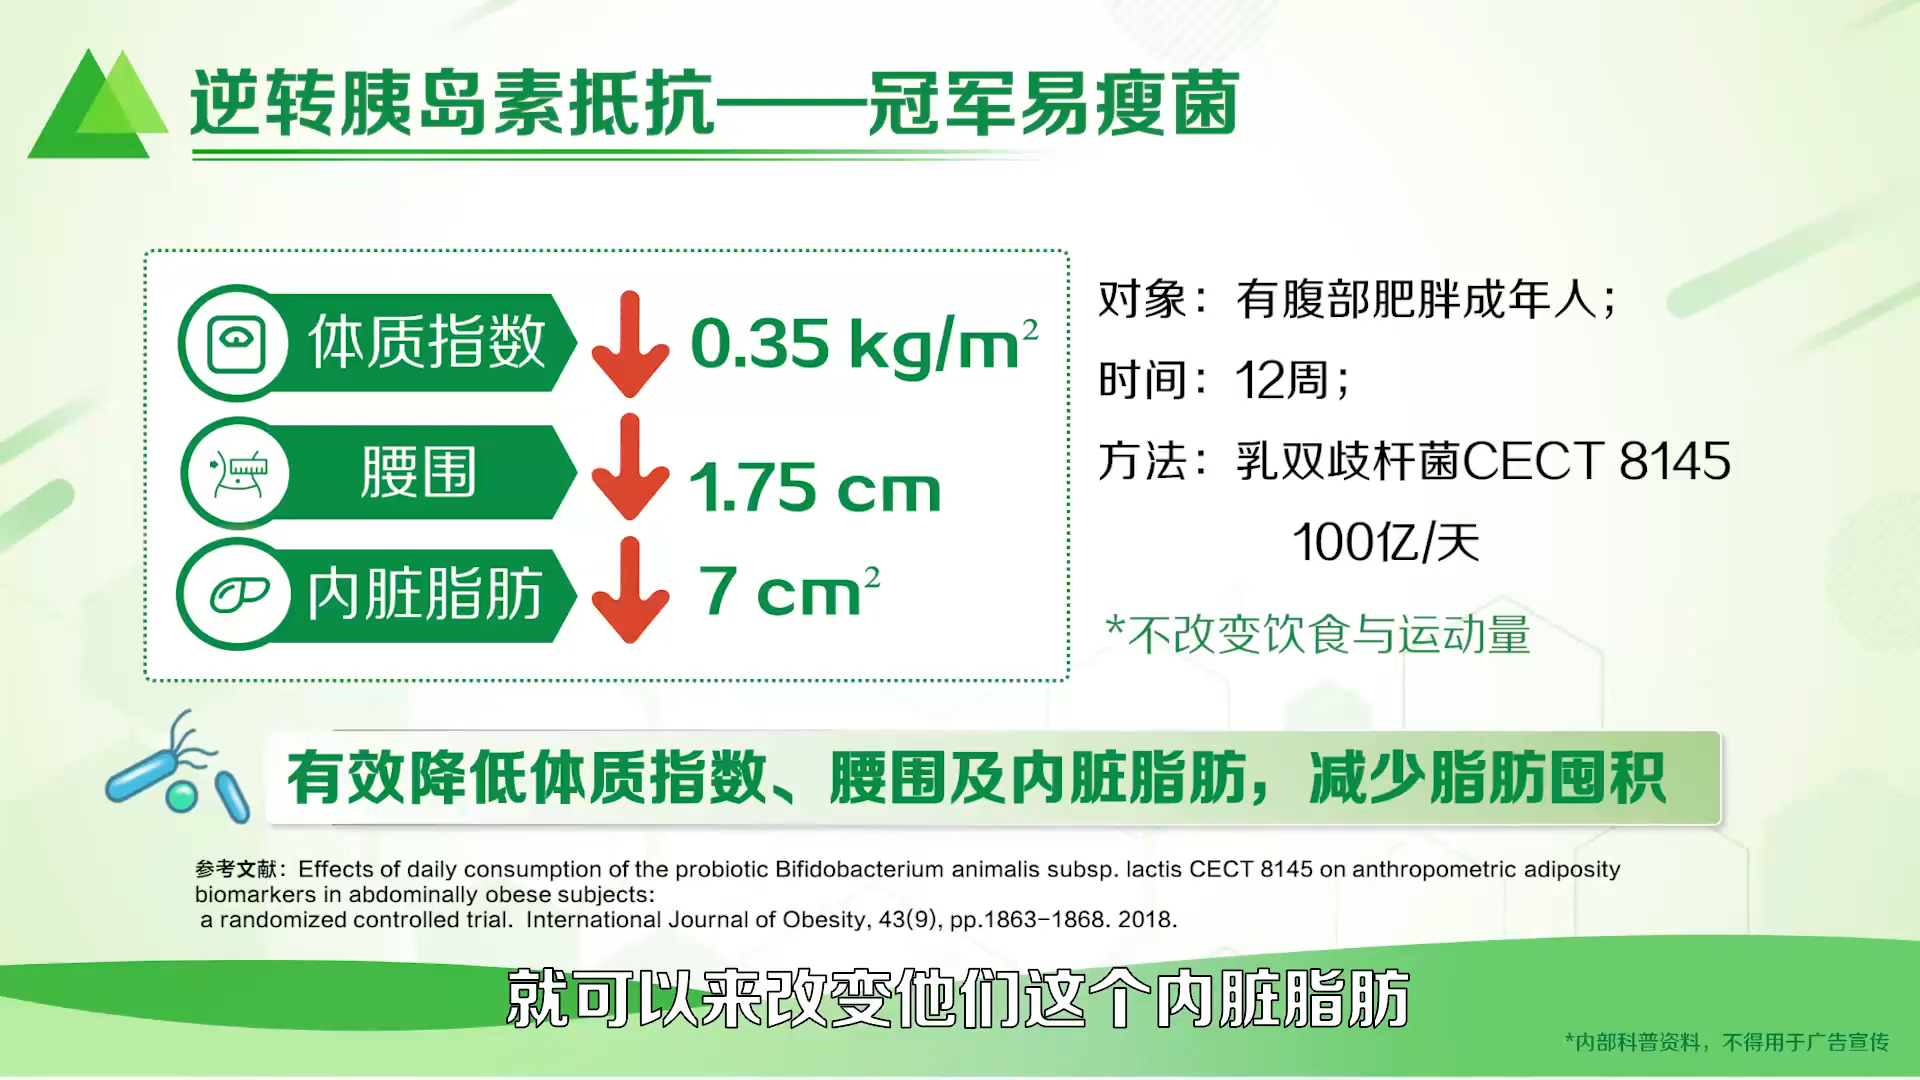 逆转胰岛素抵抗——冠军易瘦菌
体质指数 0.35 kg/m²
腰围 1.75 cm
内脏脂肪 7 cm²
对象：有腹部肥胖成年人；
时间：12周；
方法：乳双歧杆菌CECT 8145
100亿/天
*不改变饮食与运动量
有效降低体质指数、腰围及内脏脂肪，减少脂肪囤积
参考文献：Effects of daily consumption of the probiotic Bifidobacterium animalis subsp. lactis CECT 8145 on anthropometric adiposity
biomarkers in abdominally obese subjects:
a randomized controlled trial. International Journal of Obesity, 43(9), pp.1863-1868. 2018.
就可以来改变他们这个内脏脂肪
*内部科普资料，不得用于广告宣传